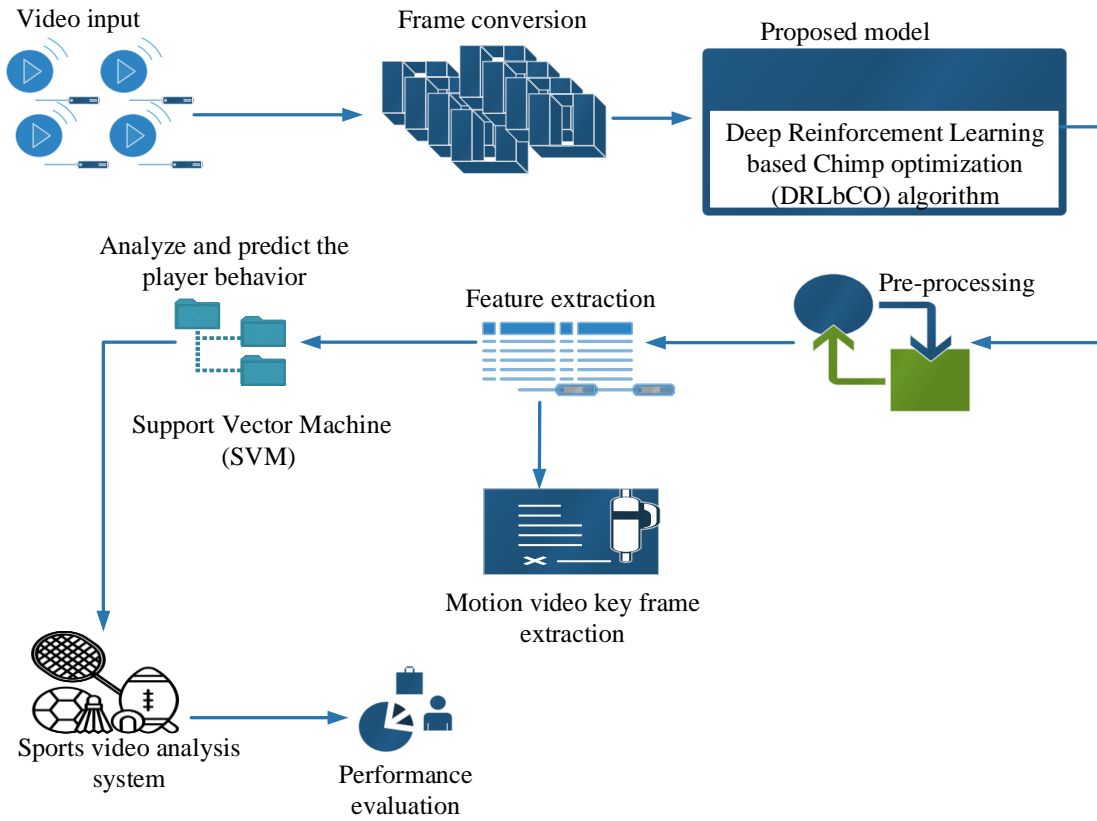 Video input
Frame conversion
Proposed model
Deep Reinforcement Learning
based Chimp optimization
(DRLbCO) algorithm
Analyze and predict the
player behavior
Feature extraction
Pre-processing
Support Vector Machine
(SVM)
Motion video key frame
extraction
Sports video analysis
system
Performance
evaluation